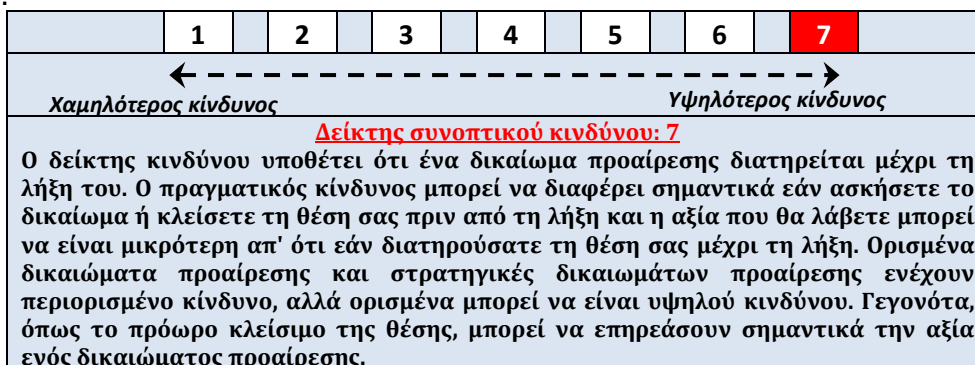 .
1 2 3 4 5 6 7
Χαμηλότερος κίνδυνος Υψηλότερος κίνδυνος
Δείκτης συνοπτικού κινδύνου: 7
Ο δείκτης κινδύνου υποθέτει ότι ένα δικαίωμα προαίρεσης διατηρείται μέχρι τη
λήξη του. Ο πραγματικός κίνδυνος μπορεί να διαφέρει σημαντικά εάν ασκήσετε το
δικαίωμα ή κλείσετε τη θέση σας πριν από τη λήξη και η αξία που θα λάβετε μπορεί
να είναι μικρότερη απ' ότι εάν διατηρούσατε τη θέση σας μέχρι τη λήξη. Ορισμένα
δικαιώματα προαίρεσης και στρατηγικές δικαιωμάτων προαίρεσης ενέχουν
περιορισμένο κίνδυνο, αλλά ορισμένα μπορεί να είναι υψηλού κινδύνου. Γεγονότα,
όπως το πρόωρο κλείσιμο της θέσης, μπορεί να επηρεάσουν σημαντικά την αξία
ενός δικαιώματος προαίρεσης.